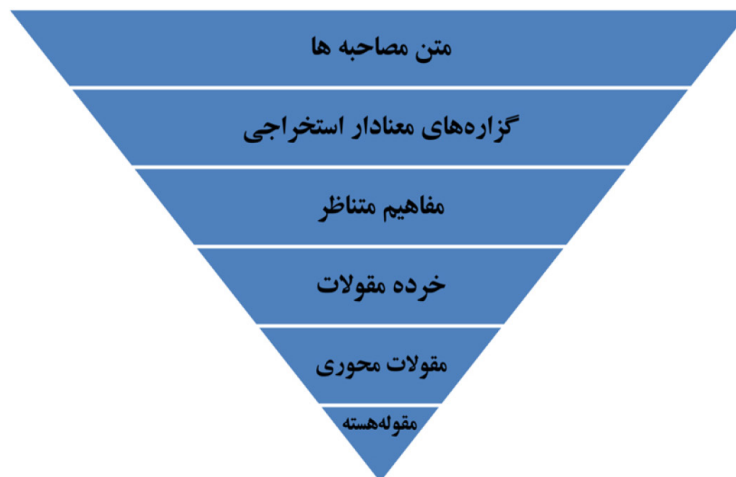 متن مصاحبه ها
گزاره‌های معنادار استخراجی
مفاهیم متناظر
خرده مقولات
مقولات محوری
مقوله‌هسته